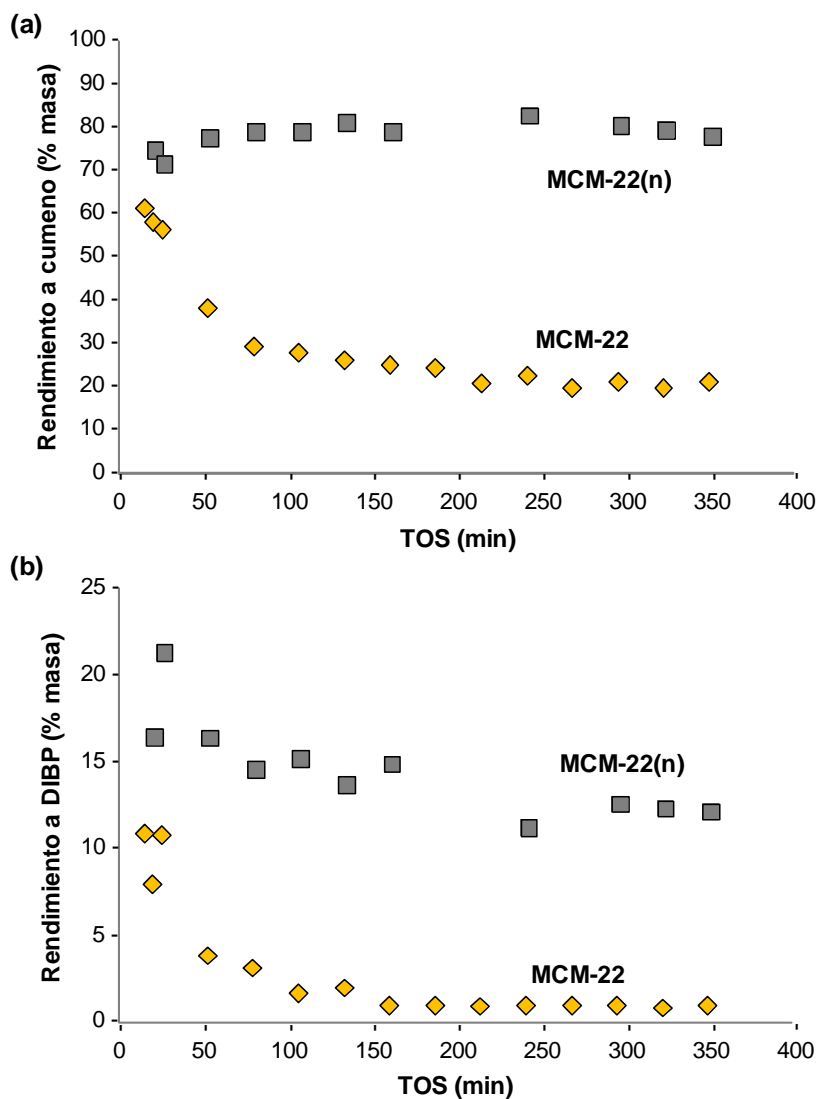 (a)
100
90
80
70
60
50
40
30
20
10
0
Rendimiento a cumeno (% masa)
MCM-22(n)
MCM-22
0 50 100 150 200 250 300 350 400
TOS (min)
(b)
25
20
15
10
5
0
Rendimiento a DIBP (% masa)
MCM-22(n)
MCM-22
0 50 100 150 200 250 300 350 400
TOS (min)